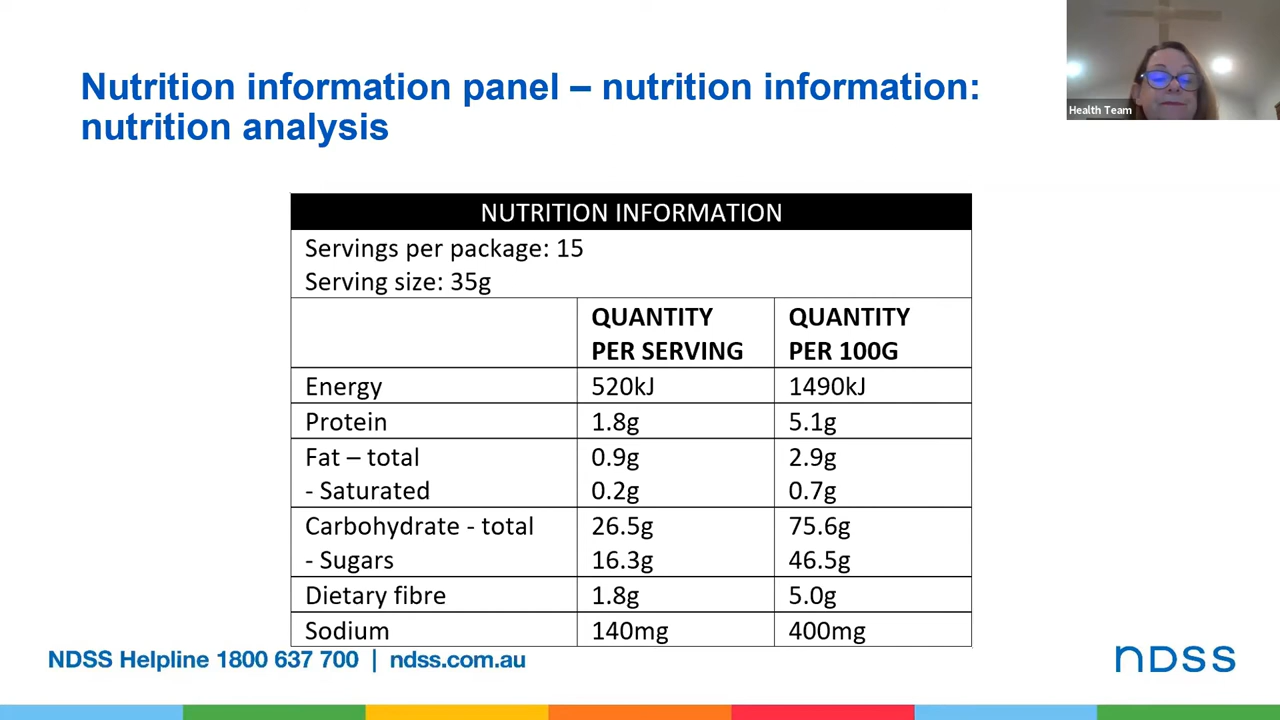 Nutrition information panel – nutrition information:
nutrition analysis
Health Team
NUTRITION INFORMATION
Servings per package: 15
Serving size: 35g
QUANTITY PER SERVING QUANTITY PER 100G
Energy 520kJ 1490kJ
Protein 1.8g 5.1g
Fat – total 0.9g 2.9g
- Saturated 0.2g 0.7g
Carbohydrate - total 26.5g 75.6g
- Sugars 16.3g 46.5g
Dietary fibre 1.8g 5.0g
Sodium 140mg 400mg
NDSS Helpline 1800 637 700 | ndss.com.au
ndss